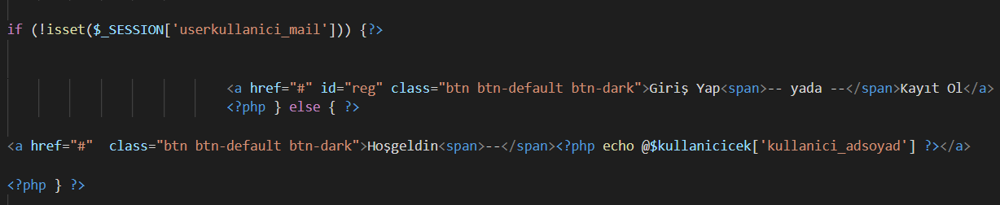 if (!isset($_SESSION['userkullanici_mail'])) {?>
<a href="#" id="reg" class="btn btn-default btn-dark">Giriş Yap<span>-- yada --</span>Kayıt Ol</a>
<?php } else { ?>
<a href="#"  class="btn btn-default btn-dark">Hoşgeldin<span>--</span><?php echo @$kullanicicek['kullanici_adsoyad'] ?></a>
<?php } ?>